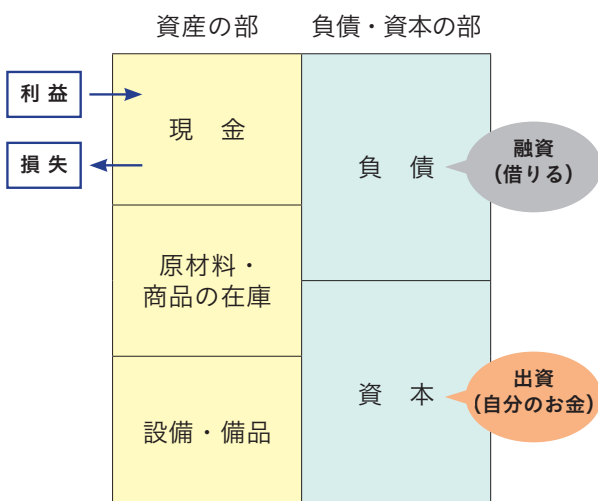 資産の部
負債・資本の部
利益
損失
現 金
原材料・
商品の在庫
設備・備品
負 債
資 本
融資
(借りる)
出資
(自分のお金)